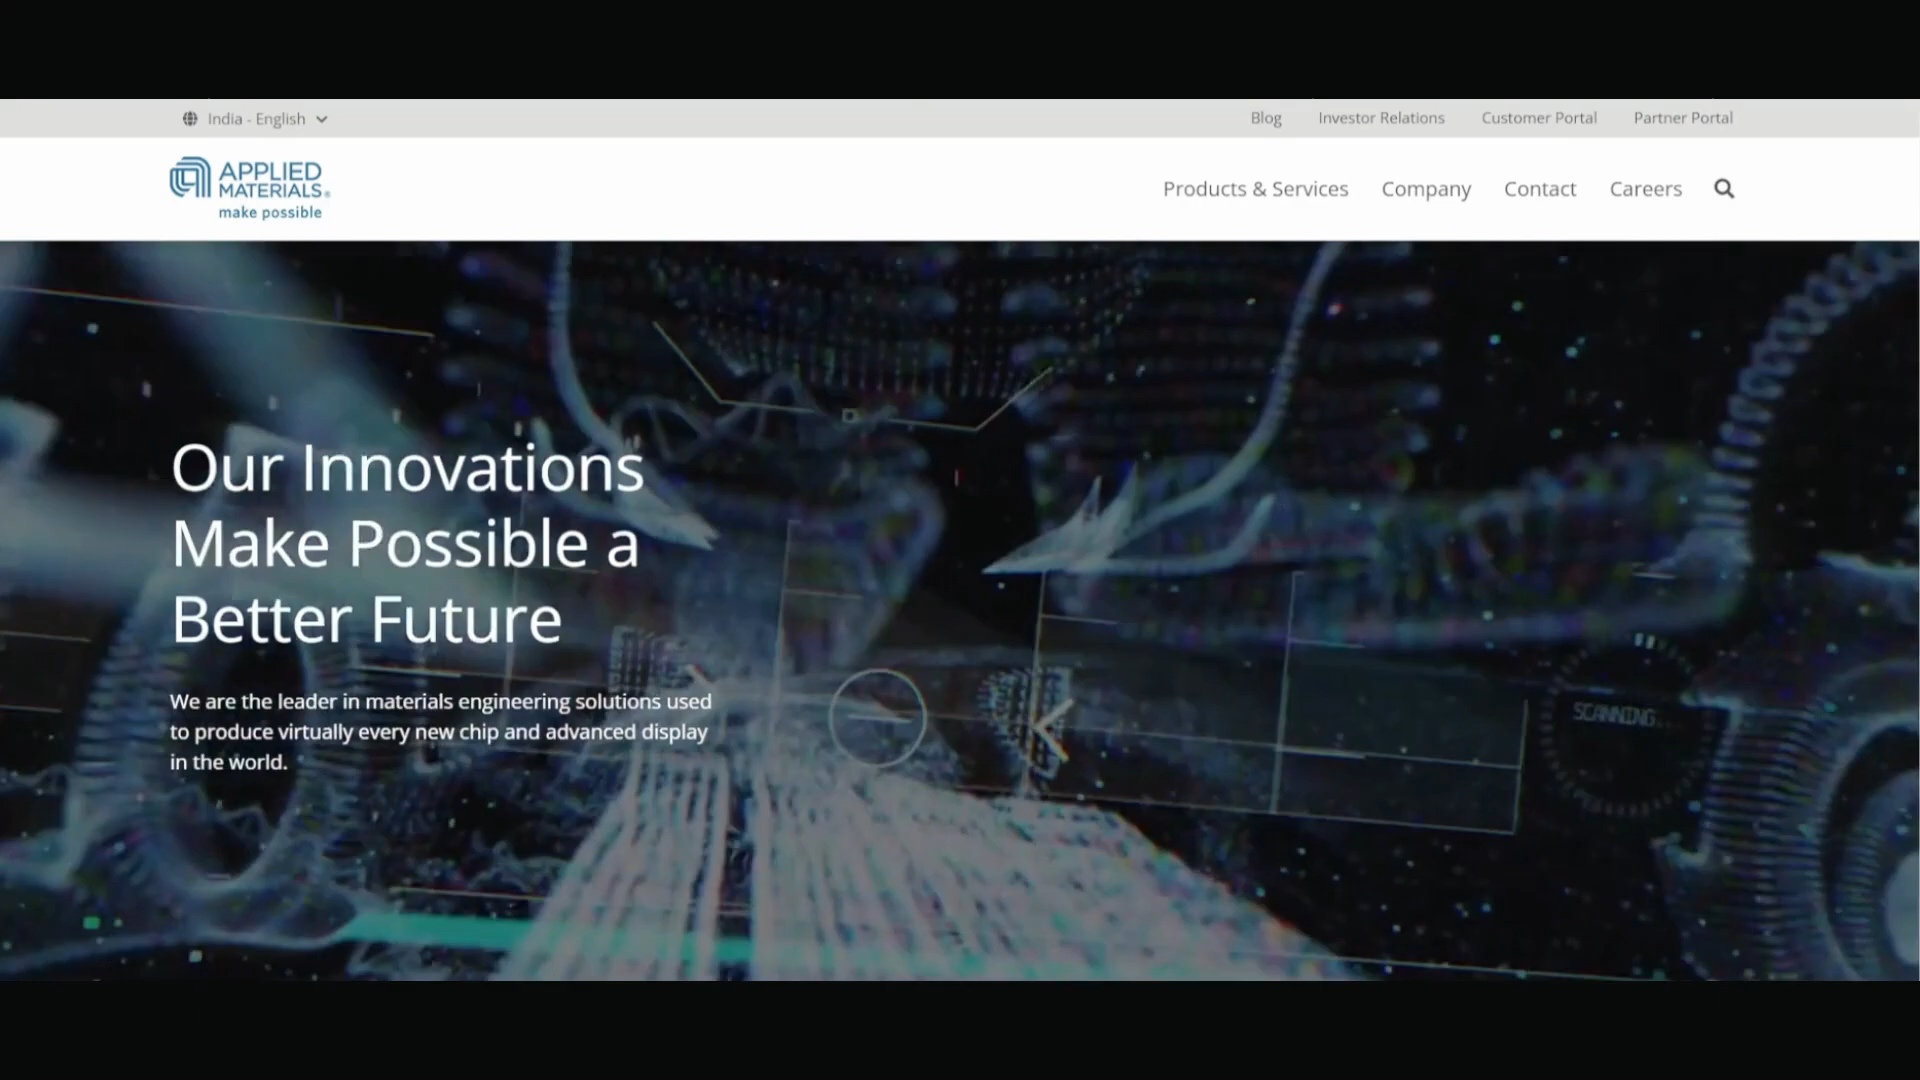 India - English
Blog Investor Relations Customer Portal Partner Portal
APPLIED
MATERIALS®
make possible
Products & Services Company Contact Careers
Our Innovations
Make Possible a
Better Future
We are the leader in materials engineering solutions used
to produce virtually every new chip and advanced display
in the world.
SCANNING